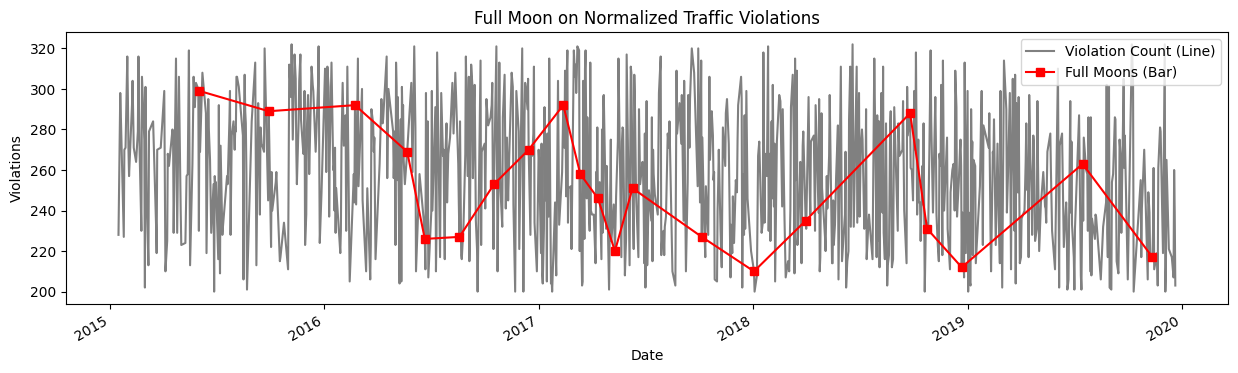 Full Moon on Normalized Traffic Violations
Violation Count (Line)
Full Moons (Bar)
Violations
320
300
280
260
240
220
200
2015
2016
2017
2018
2019
2020
Date